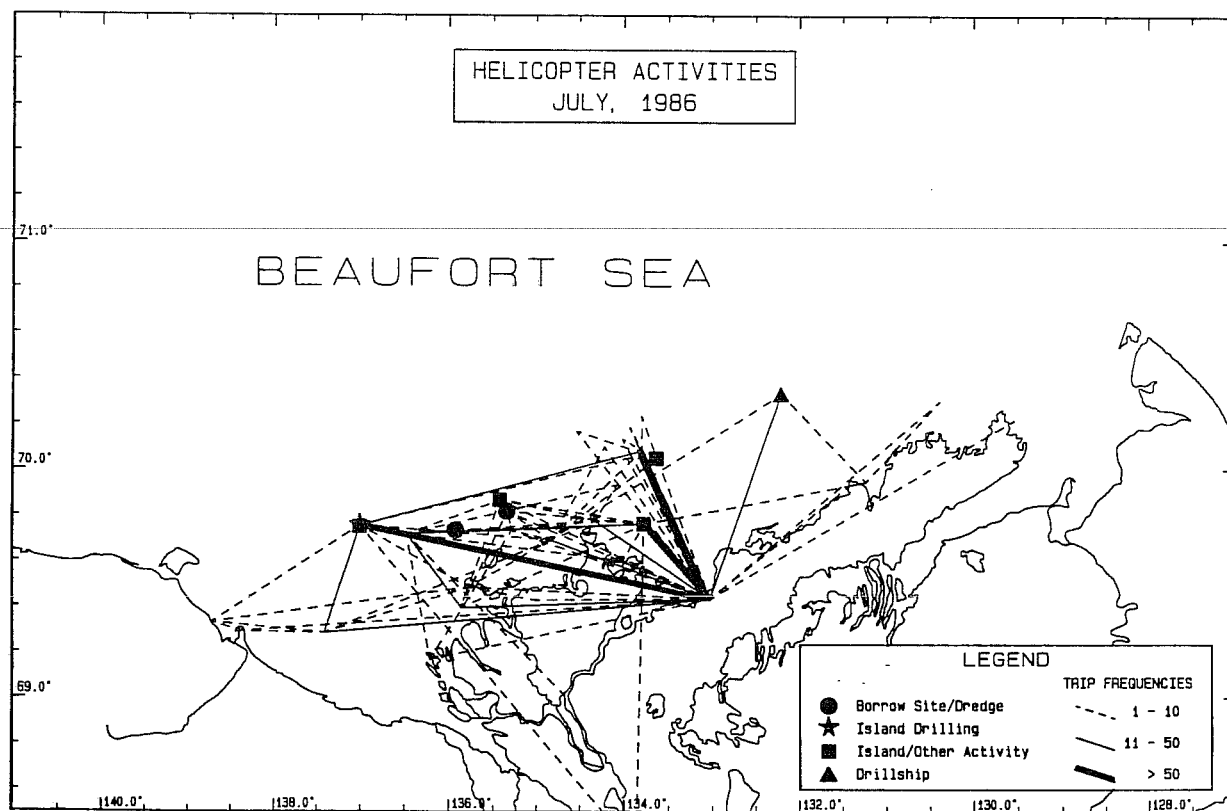 HELICOPTER ACTIVITIES
JULY, 1986
71.0°
BEAUFORT SEA
70.0°
69.0°
LEGEND
TRIP FREQUENCIES
Borrow Site/Dredge
1 - 10
Island Drilling
11 - 50
Island/Other Activity
> 50
Drillship
140.0° 138.0° 136.0° 134.0° 132.0° 130.0° 128.0°